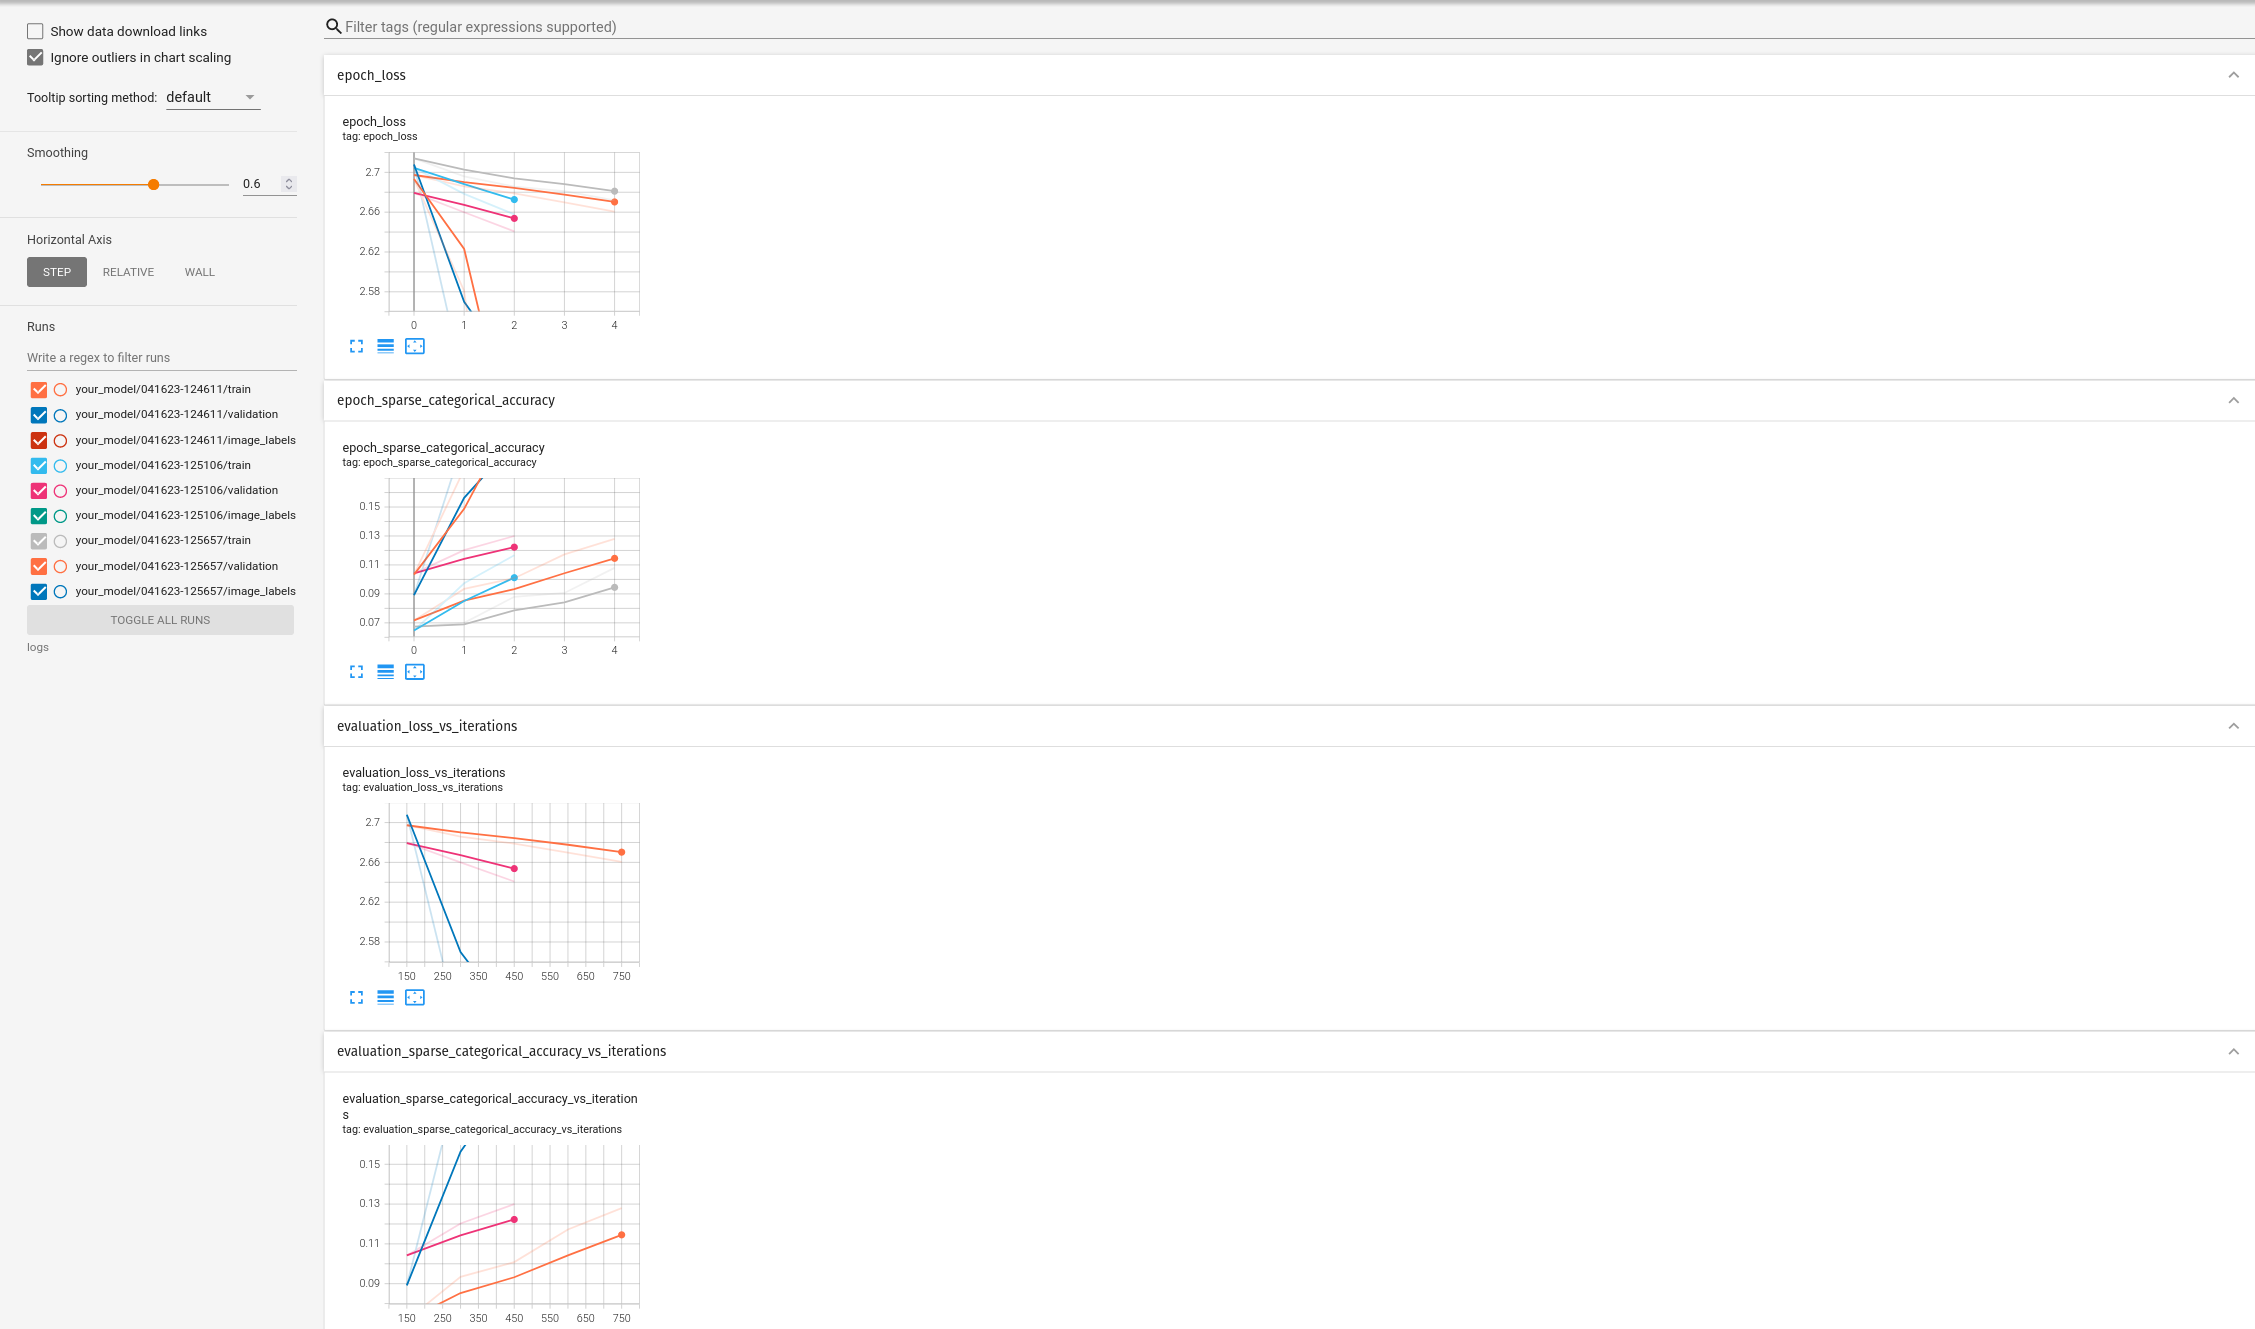 Show data download links
Ignore outliers in chart scaling
Tooltip sorting method: default
Smoothing
0.6
Horizontal Axis
STEP RELATIVE WALL
Runs
Write a regex to filter runs
your_model/041623-124611/train
your_model/041623-124611/validation
your_model/041623-124611/image_labels
your_model/041623-125106/train
your_model/041623-125106/validation
your_model/041623-125106/image_labels
your_model/041623-125657/train
your_model/041623-125657/validation
your_model/041623-125657/image_labels
TOGGLE ALL RUNS
logs
Filter tags (regular expressions supported)
epoch_loss
epoch_loss
tag: epoch_loss
2.7
2.66
2.62
2.58
0 1 2 3 4
epoch_sparse_categorical_accuracy
epoch_sparse_categorical_accuracy
tag: epoch_sparse_categorical_accuracy
0.15
0.13
0.11
0.09
0.07
0 1 2 3 4
evaluation_loss_vs_iterations
evaluation_loss_vs_iterations
tag: evaluation_loss_vs_iterations
2.7
2.66
2.62
2.58
150 250 350 450 550 650 750
evaluation_sparse_categorical_accuracy_vs_iterations
evaluation_sparse_categorical_accuracy_vs_iteration
s
tag: evaluation_sparse_categorical_accuracy_vs_iterations
0.15
0.13
0.11
0.09
150 250 350 450 550 650 750